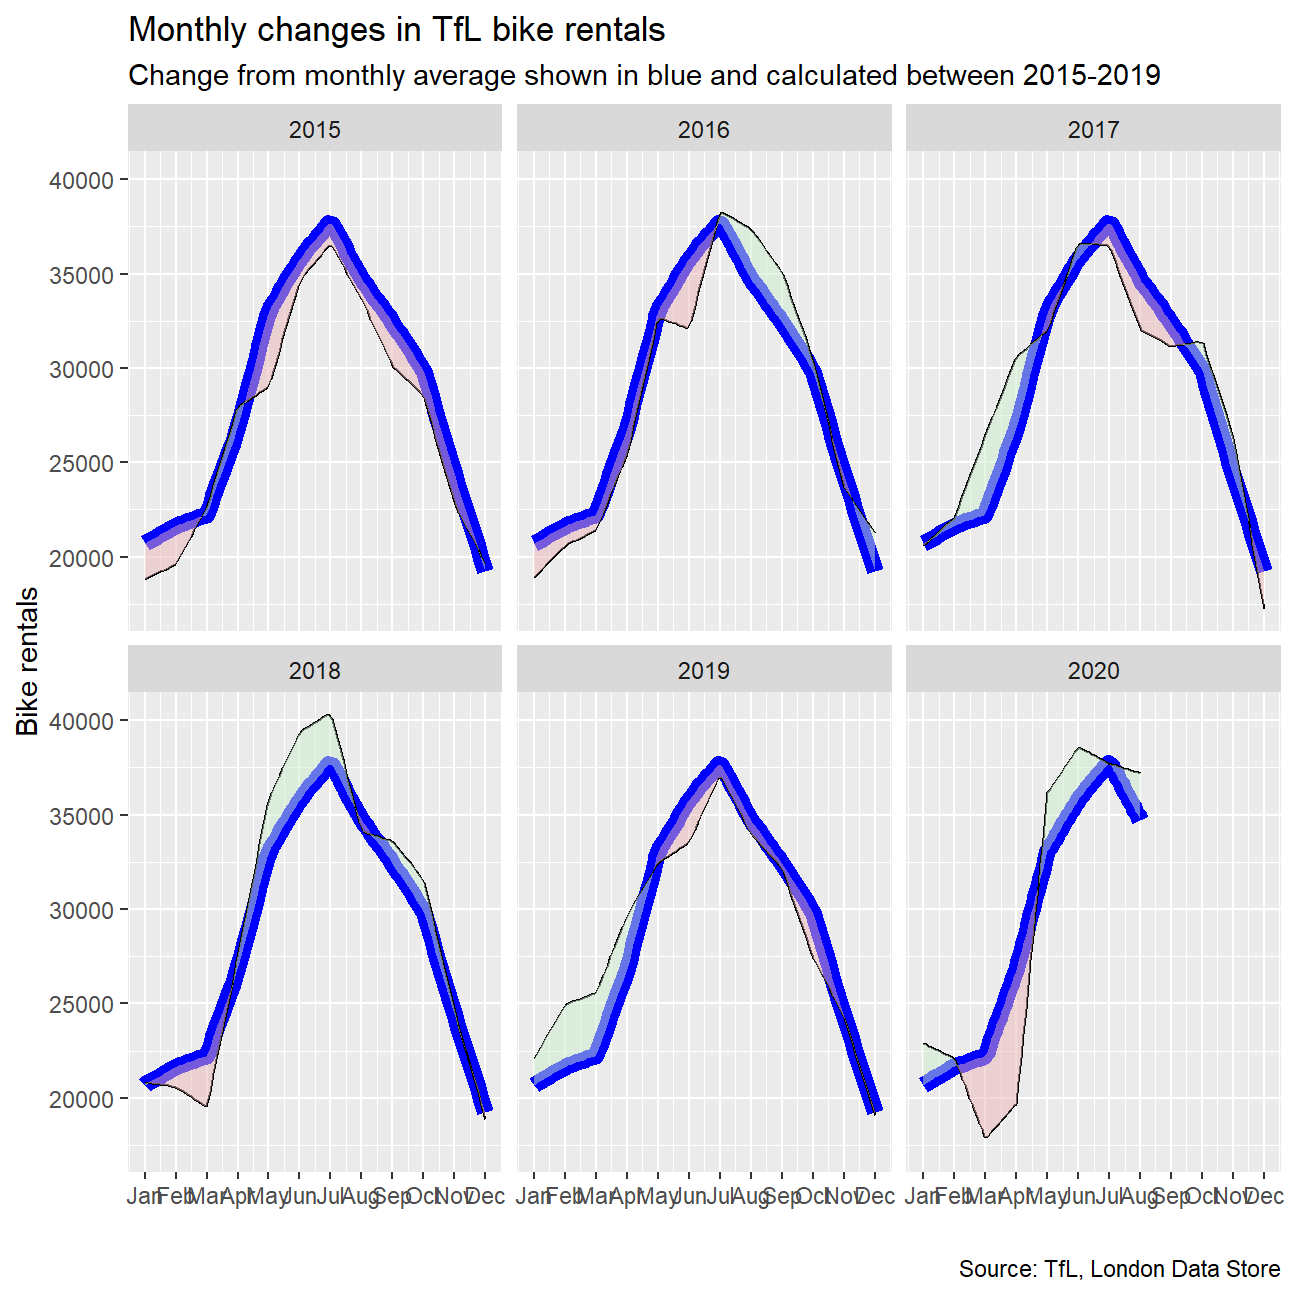 Monthly changes in TfL bike rentals
Change from monthly average shown in blue and calculated between 2015-2019
2015 2016 2017
40000
35000
30000
25000
20000
Bike rentals
2018 2019 2020
40000
35000
30000
25000
20000
Jan Feb Mar Apr May Jun Jul Aug Sep Oct Nov Dec Jan Feb Mar Apr May Jun Jul Aug Sep Oct Nov Dec Jan Feb Mar Apr May Jun Jul Aug Sep Oct Nov Dec
Source: TfL, London Data Store